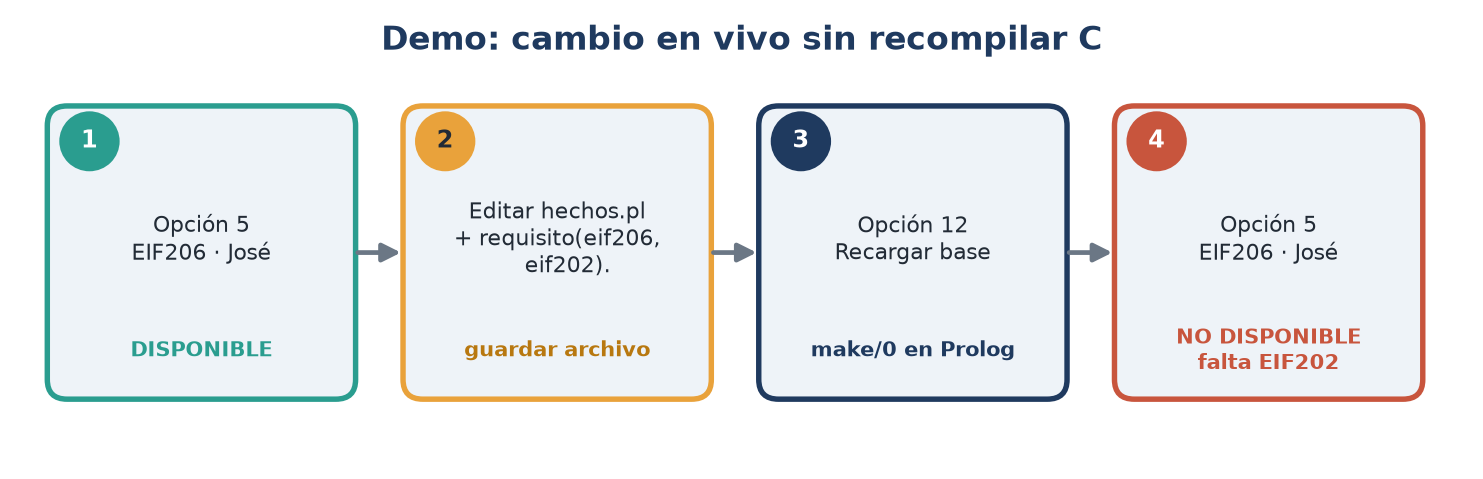 Demo: cambio en vivo sin recompilar C
1
Opción 5
EIF206 · José
DISPONIBLE
2
Editar hechos.pl
+ requisito(eif206,
eif202).
guardar archivo
3
Opción 12
Recargar base
make/0 en Prolog
4
Opción 5
EIF206 · José
NO DISPONIBLE
falta EIF202